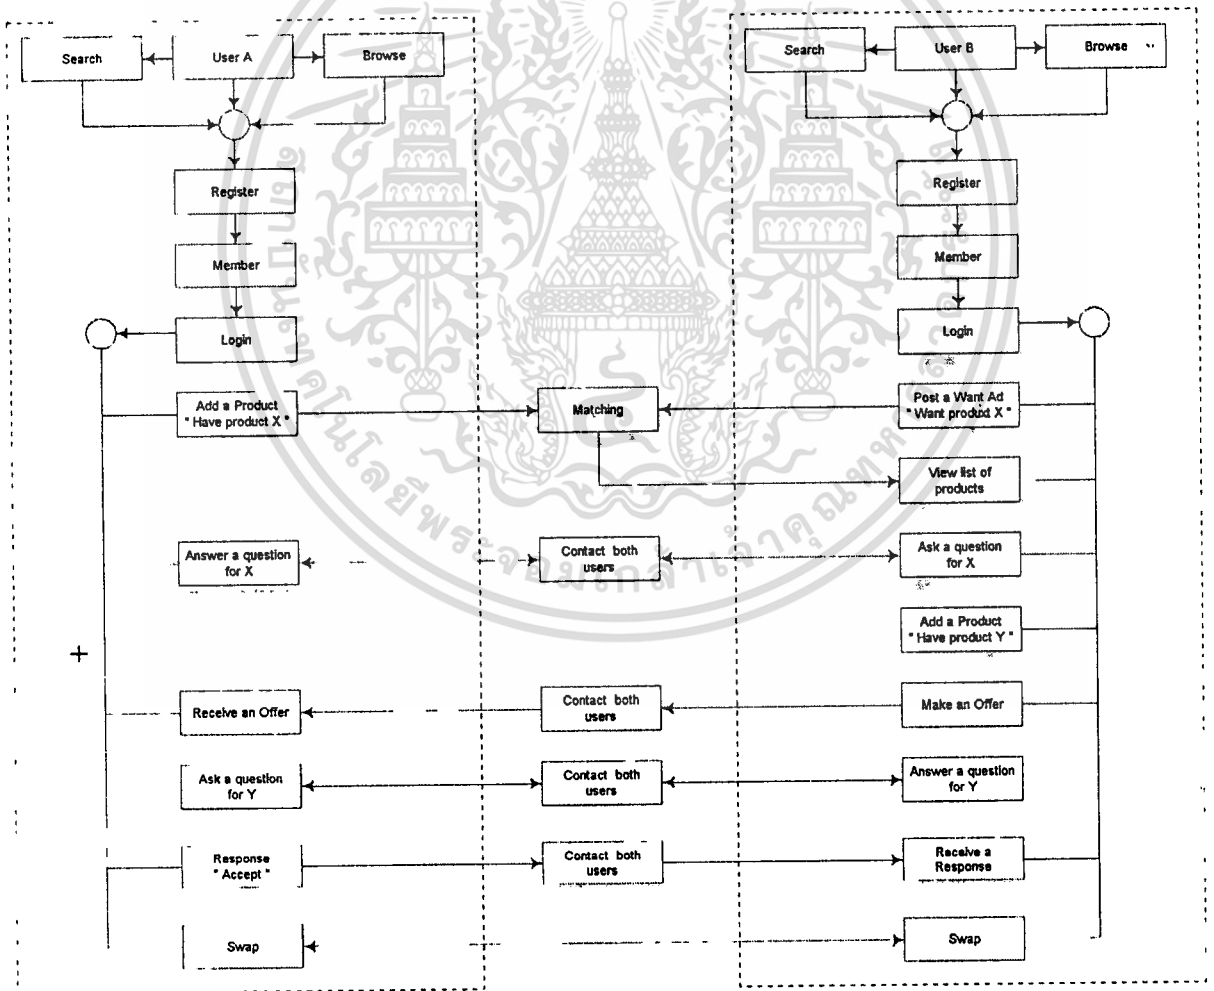 Search
User A
Browse
Search
User B
Browse
Register
Register
Member
Member
Login
Login
Add a Product
" Have product X "
Matching
Post a Want Ad
" Want product X "
View list of
products
Answer a question
for X
Contact both
users
Ask a question
for X
Add a Product
" Have product Y "
Receive an Offer
Contact both
users
Make an Offer
Ask a question
for Y
Contact both
users
Answer a question
for Y
Response
" Accept "
Contact both
users
Receive a
Response
Swap
Swap